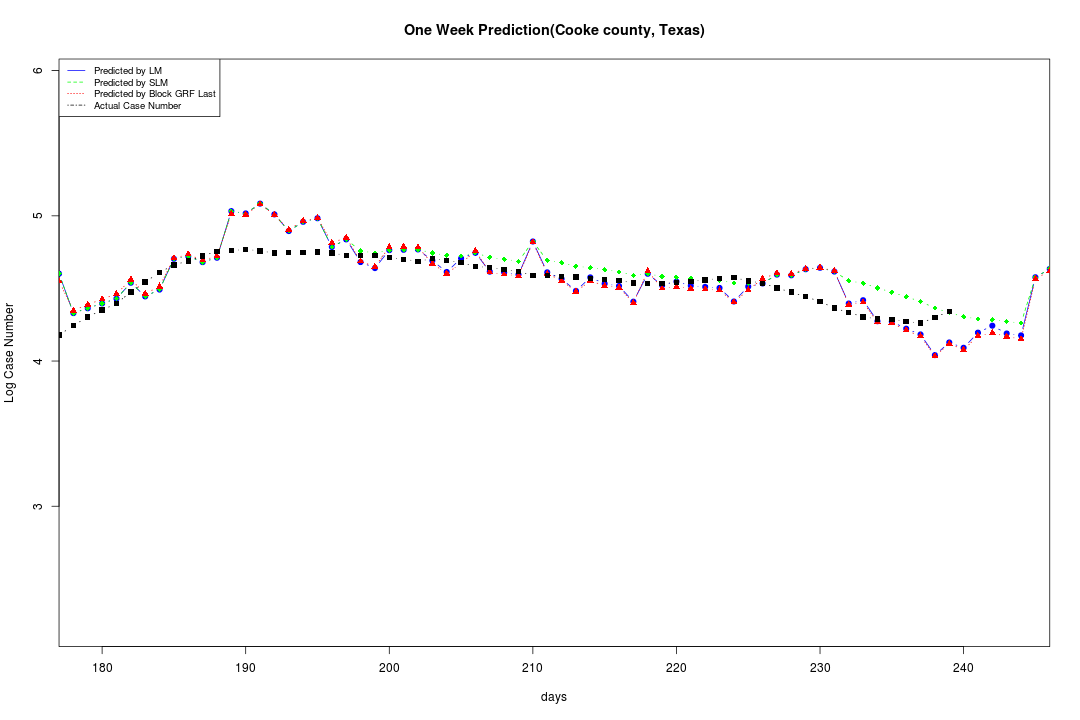 One Week Prediction(Cooke county, Texas)
Predicted by LM
Predicted by SLM
Predicted by Block GRF Last
Actual Case Number
6
5
4
3
Log Case Number
180 190 200 210 220 230 240
days